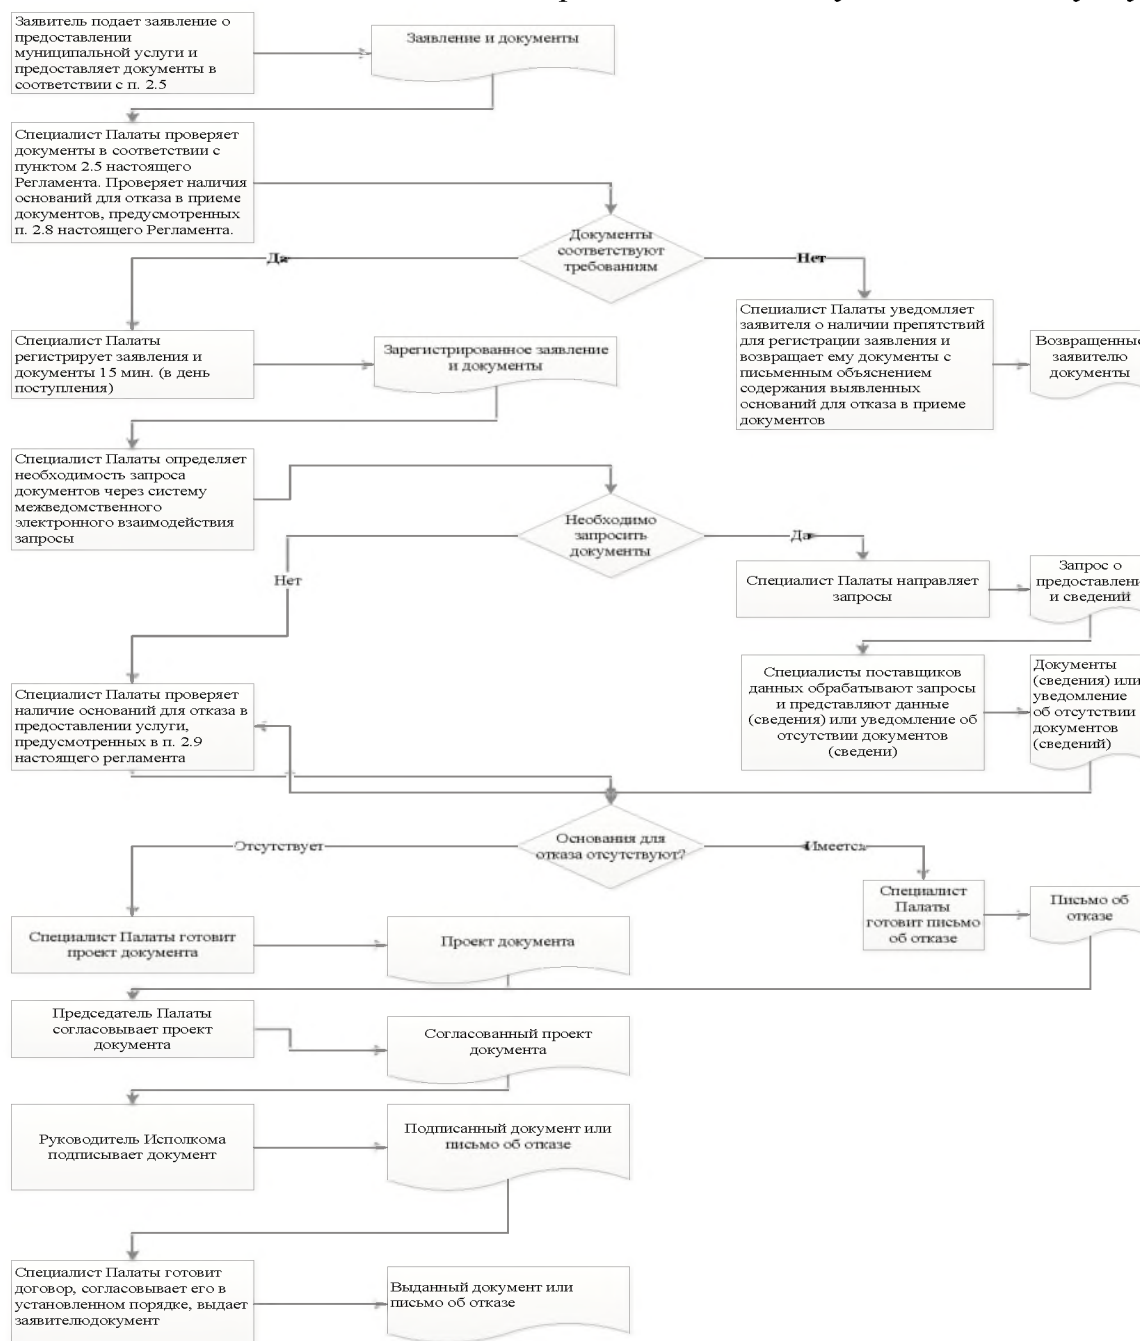 Заявитель подает заявление о
предоставлении
муниципальной услуги и
предоставляет документы в
соответствии с п. 2.5
Заявление и документы
Специалист Палаты проверяет
документы в соответствии с
пунктом 2.5 настоящего
Регламента. Проверяет наличия
оснований для отказа в приеме
документов, предусмотренных
п. 2.8 настоящего Регламента.
Документы
соответствуют
требованиям
Да
Нет
Специалист Палаты
регистрирует заявления и
документы 15 мин. (в день
поступления)
Зарегистрированное заявление
и документы
Специалист Палаты уведомляет
заявителя о наличии препятствий
для регистрации заявления и
возвращает ему документы с
письменным объяснением
содержания выявленных
оснований для отказа в приеме
документов
Возвращенные
заявителю
документы
Специалист Палаты определяет
необходимость запроса
документов через систему
межведомственного
электронного взаимодействия
запросы
Необходимо
запросить
документы
Нет
Да
Специалист Палаты направляет
запросы
Запрос о
предоставлени
и сведений
Специалисты поставщиков
данных обрабатывают запросы
и представляют данные
(сведения) или уведомление об
отсутствии документов
(сведени)
Документы
(сведения) или
уведомление
об отсутствии
документов
(сведений)
Специалист Палаты проверяет
наличие оснований для отказа в
предоставлении услуги,
предусмотренных в п. 2.9
настоящего регламента
Основания для
отказа отсутствуют?
Отсутствует
Имеется
Специалист
Палаты
готовит письмо
об отказе
Письмо об
отказе
Специалист Палаты готовит
проект документа
Проект документа
Председатель Палаты
согласовывает проект
документа
Согласованный проект
документа
Руководитель Исполкома
подписывает документ
Подписанный документ или
письмо об отказе
Специалист Палаты готовит
договор, согласовывает его в
установленном порядке, выдает
заявителюдокумент
Выданный документ или
письмо об отказе